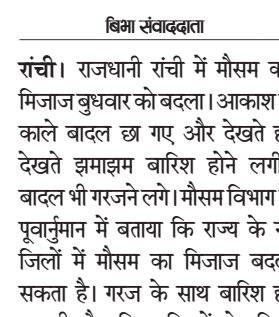 बिभा संवाददाता
रांची। राजधानी रांची में मौसम
मिजाज बुधवार को बदला। आकाश
काले बादल छा गए और देखते
देखते झमाझम बारिश होने लगी
बादल भी गरजने लगे। मौसम विभाग
पूवार्नुमान में बताया कि राज्य के
जिलों में मौसम का मिजाज
सकता है। गरज के साथ बारिश